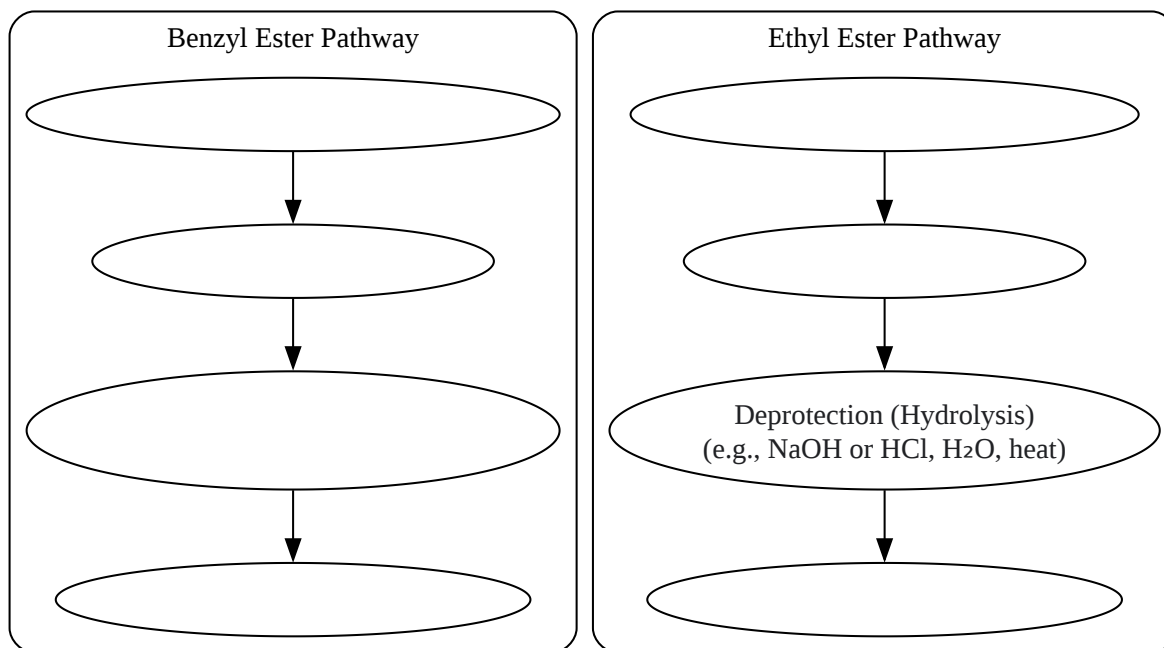 Benzyl Ester Pathway
Ethyl Ester Pathway
Deprotection (Hydrolysis)
(e.g., NaOH or HCl, H₂O, heat)